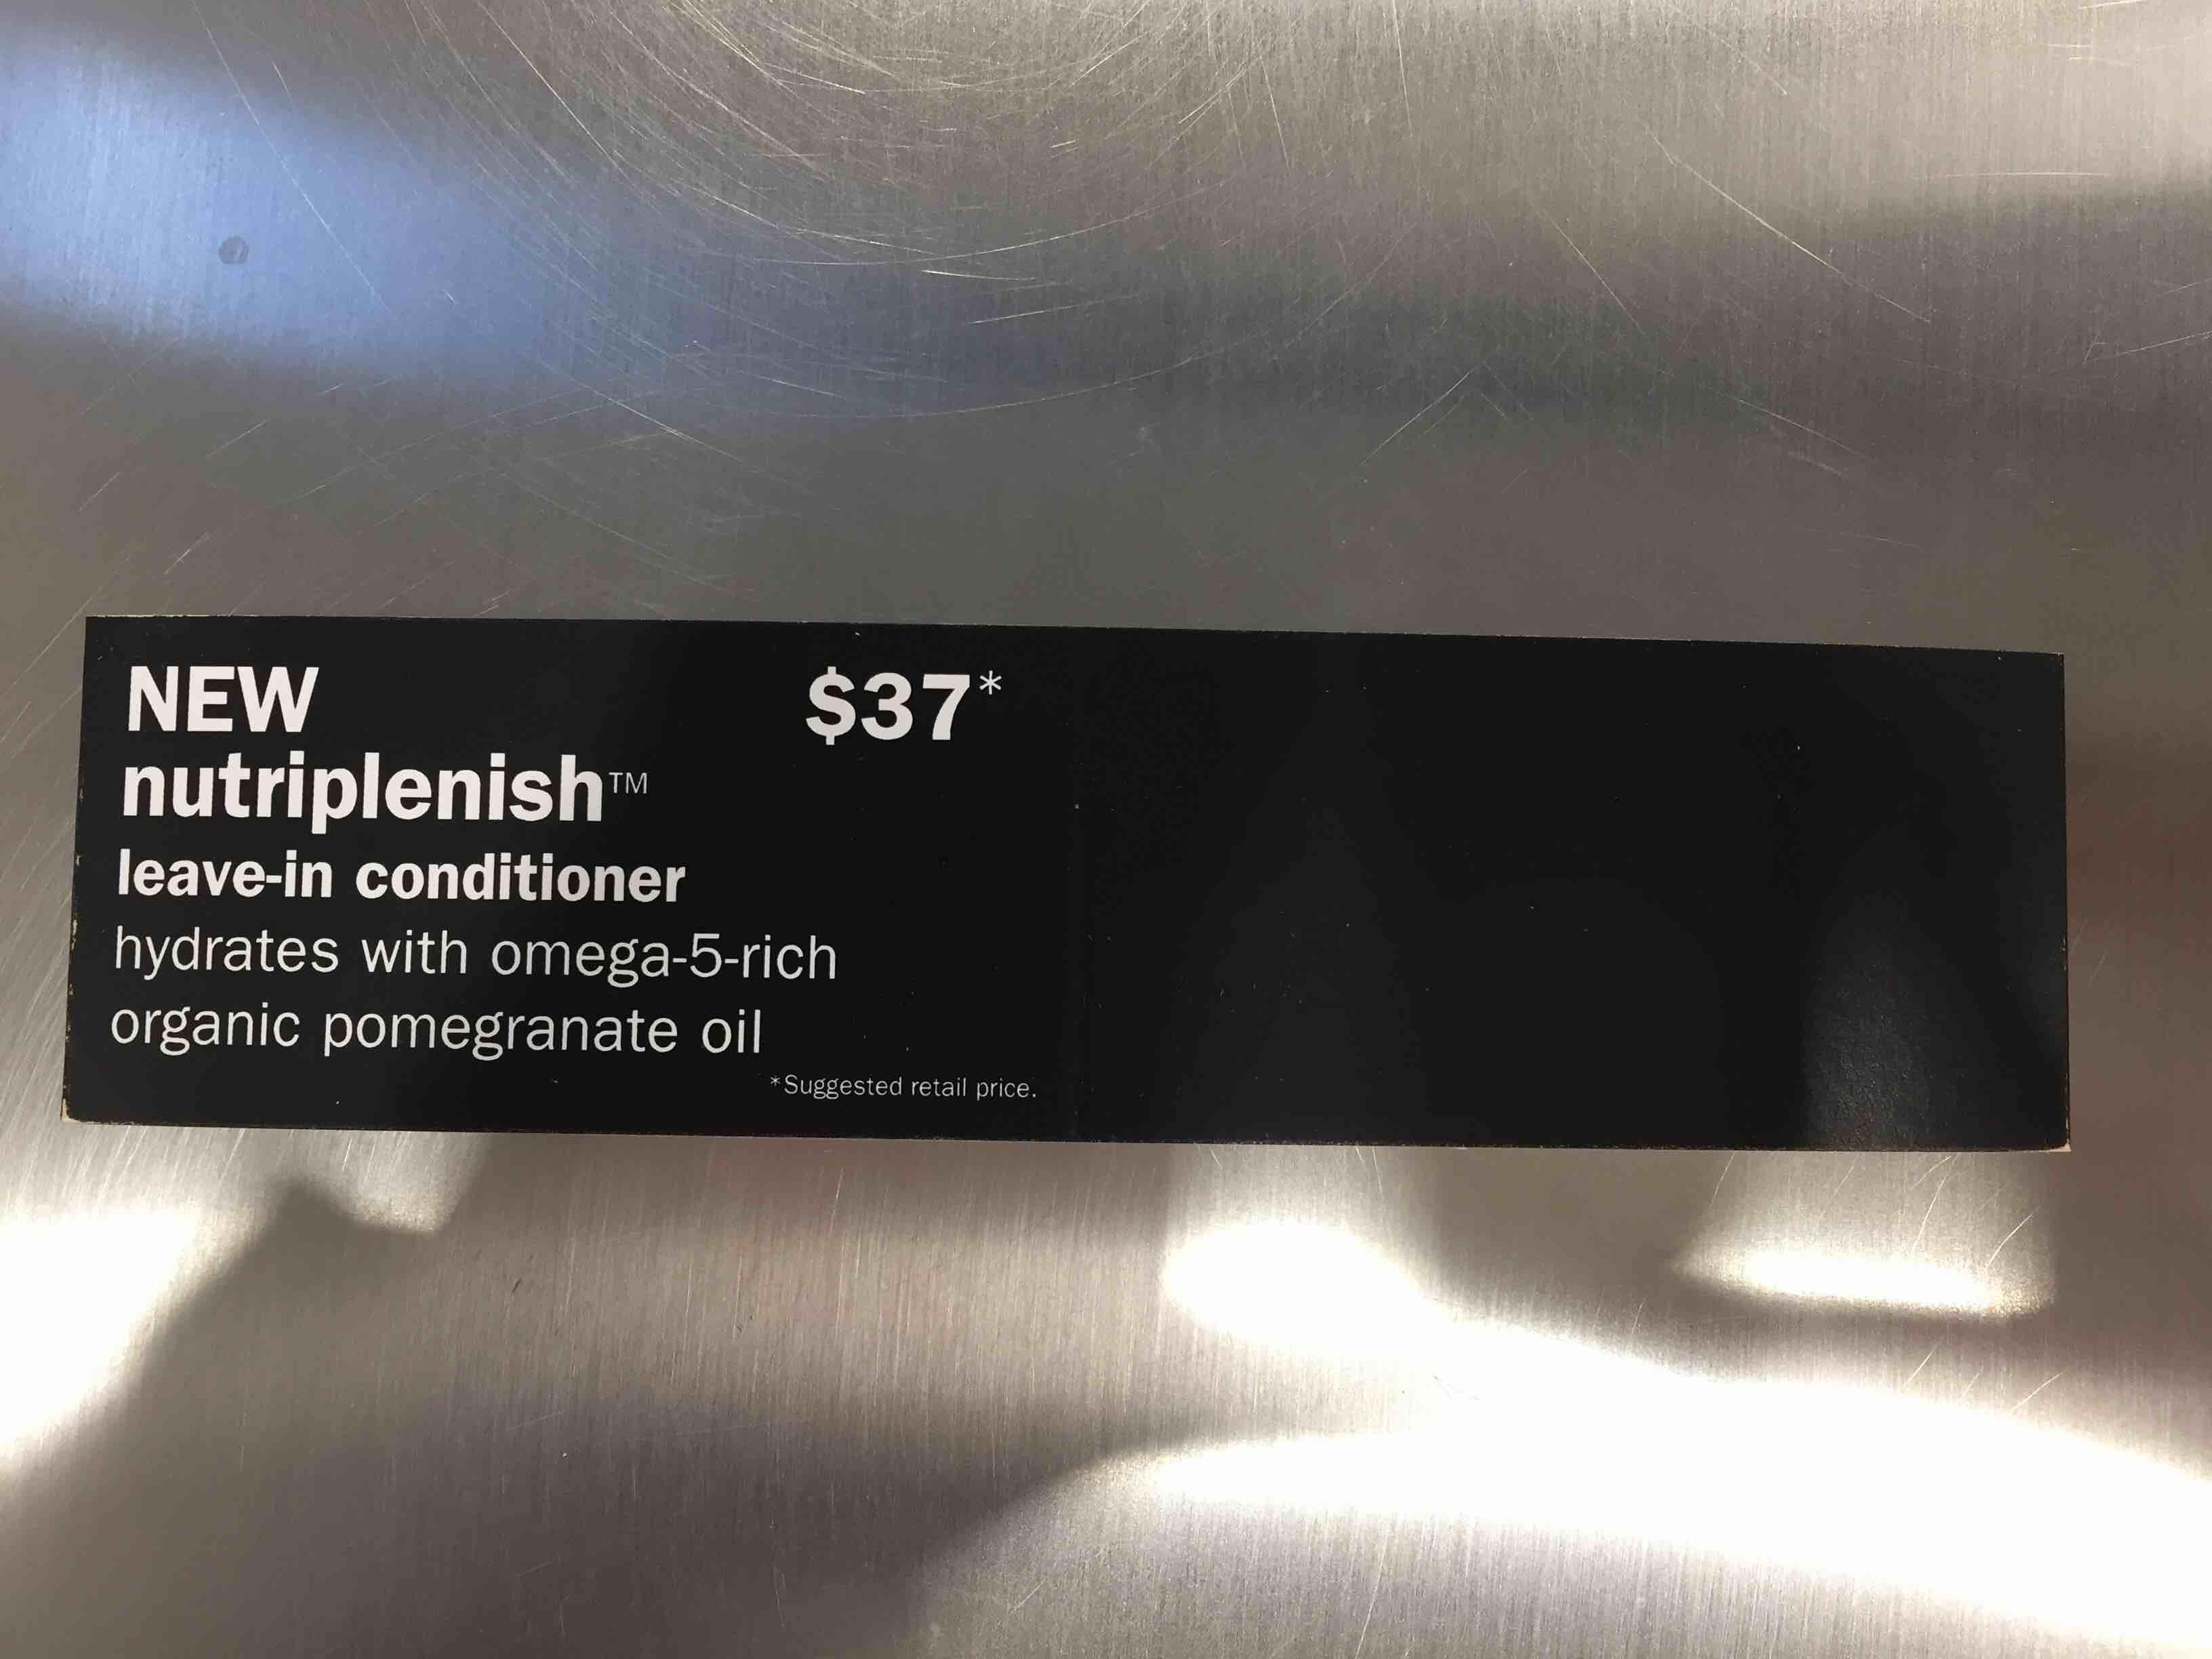 NEW
$37*
nutriplenish™
leave-in conditioner
hydrates with omega-5-rich
organic pomegranate oil
*Suggested retail price.